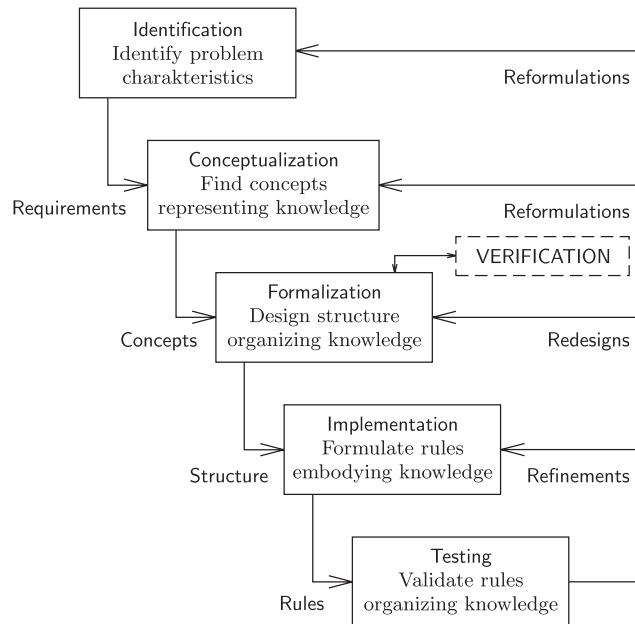 Identification
Identify problem
charakteristics
Reformulations
Conceptualization
Find concepts
representing knowledge
Requirements
Reformulations
VERIFICATION
Formalization
Design structure
organizing knowledge
Concepts
Redesigns
Implementation
Formulate rules
embodying knowledge
Structure
Refinements
Testing
Validate rules
organizing knowledge
Rules